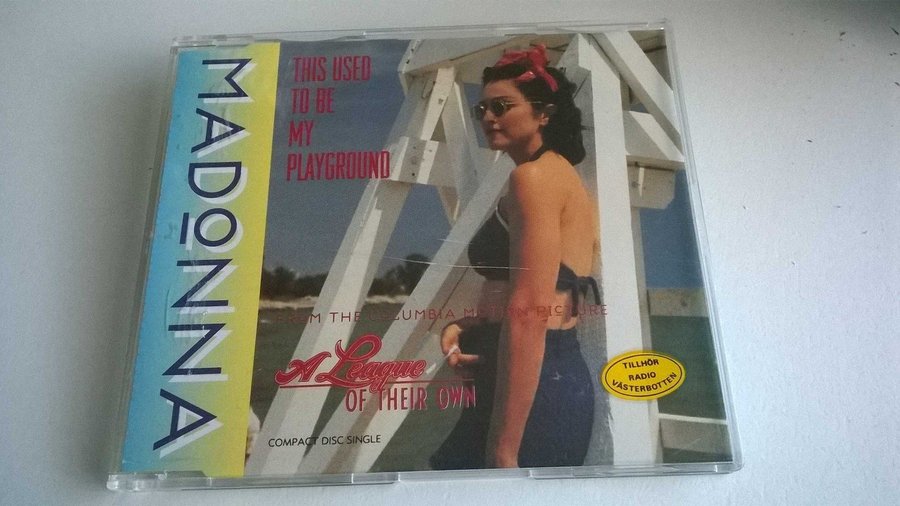 MADONNA
THIS USED
TO BE
MY
PLAYGROUND
FROM THE COLUMBIA MOTION PICTURE
A League
OF THEIR OWN
COMPACT DISC SINGLE
TILLHÖR
RADIO
VÄSTERBOTTEN